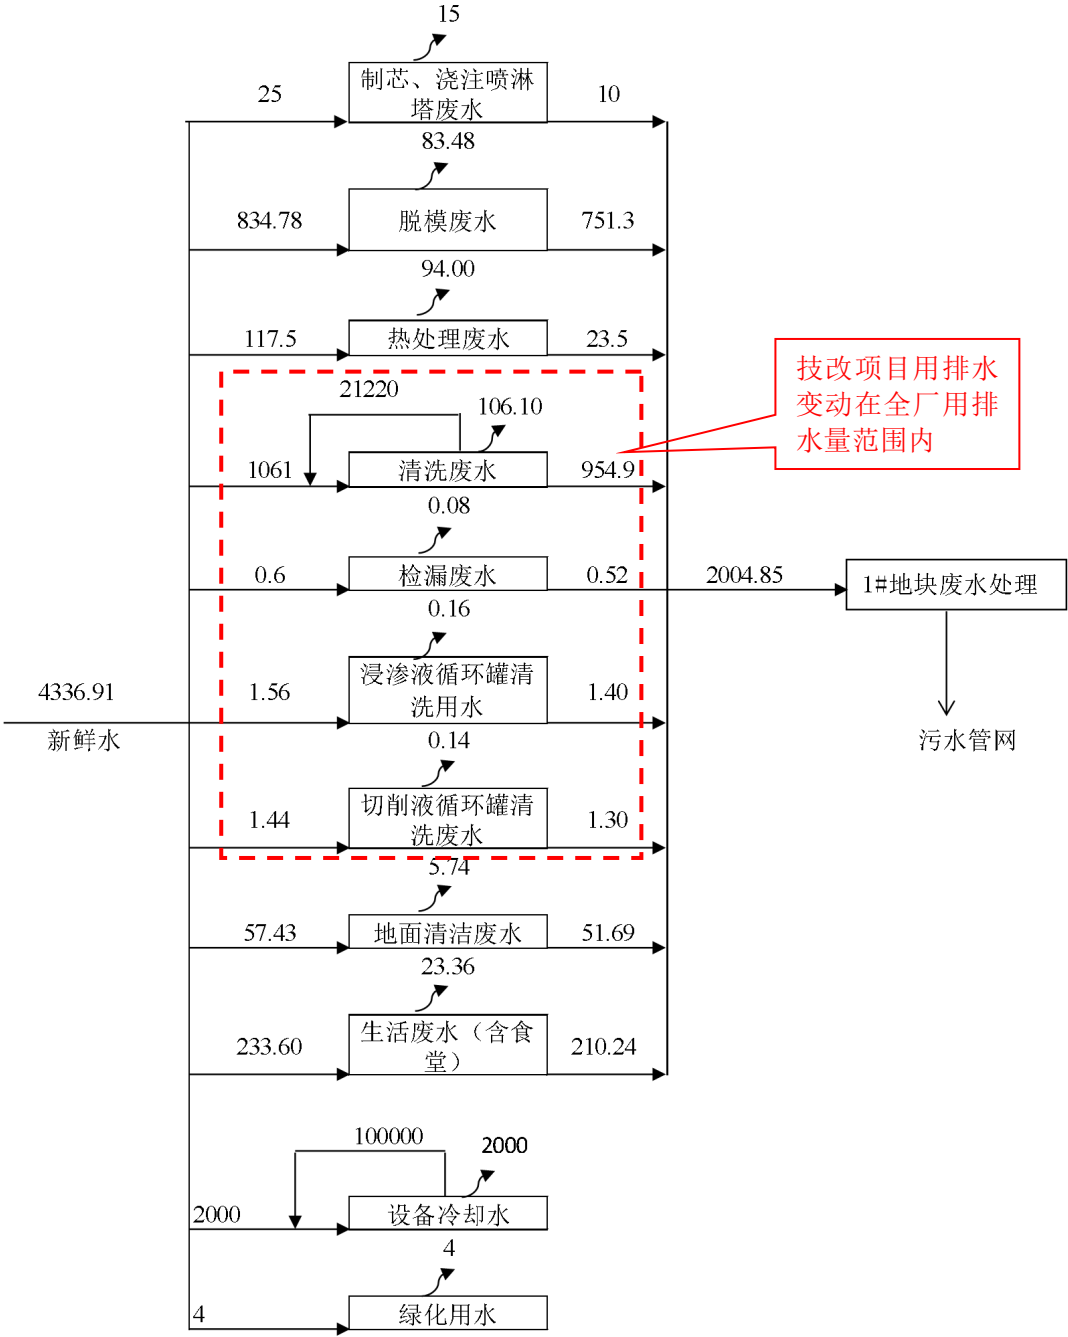 15
25
制芯、浇注喷淋
塔废水
10
83.48
834.78
脱模废水
751.3
94.00
117.5
热处理废水
23.5
技改项目用排水
变动在全厂用排
水量范围内
21220
106.10
1061
清洗废水
954.9
0.08
0.6
检漏废水
0.52
2004.85
1#地块废水处理
0.16
4336.91
新鲜水
1.56
浸渗液循环罐清
洗用水
1.40
污水管网
0.14
1.44
切削液循环罐清
洗废水
1.30
5.74
57.43
地面清洁废水
51.69
23.36
233.60
生活废水（含食
堂）
210.24
100000
2000
2000
设备冷却水
4
4
绿化用水